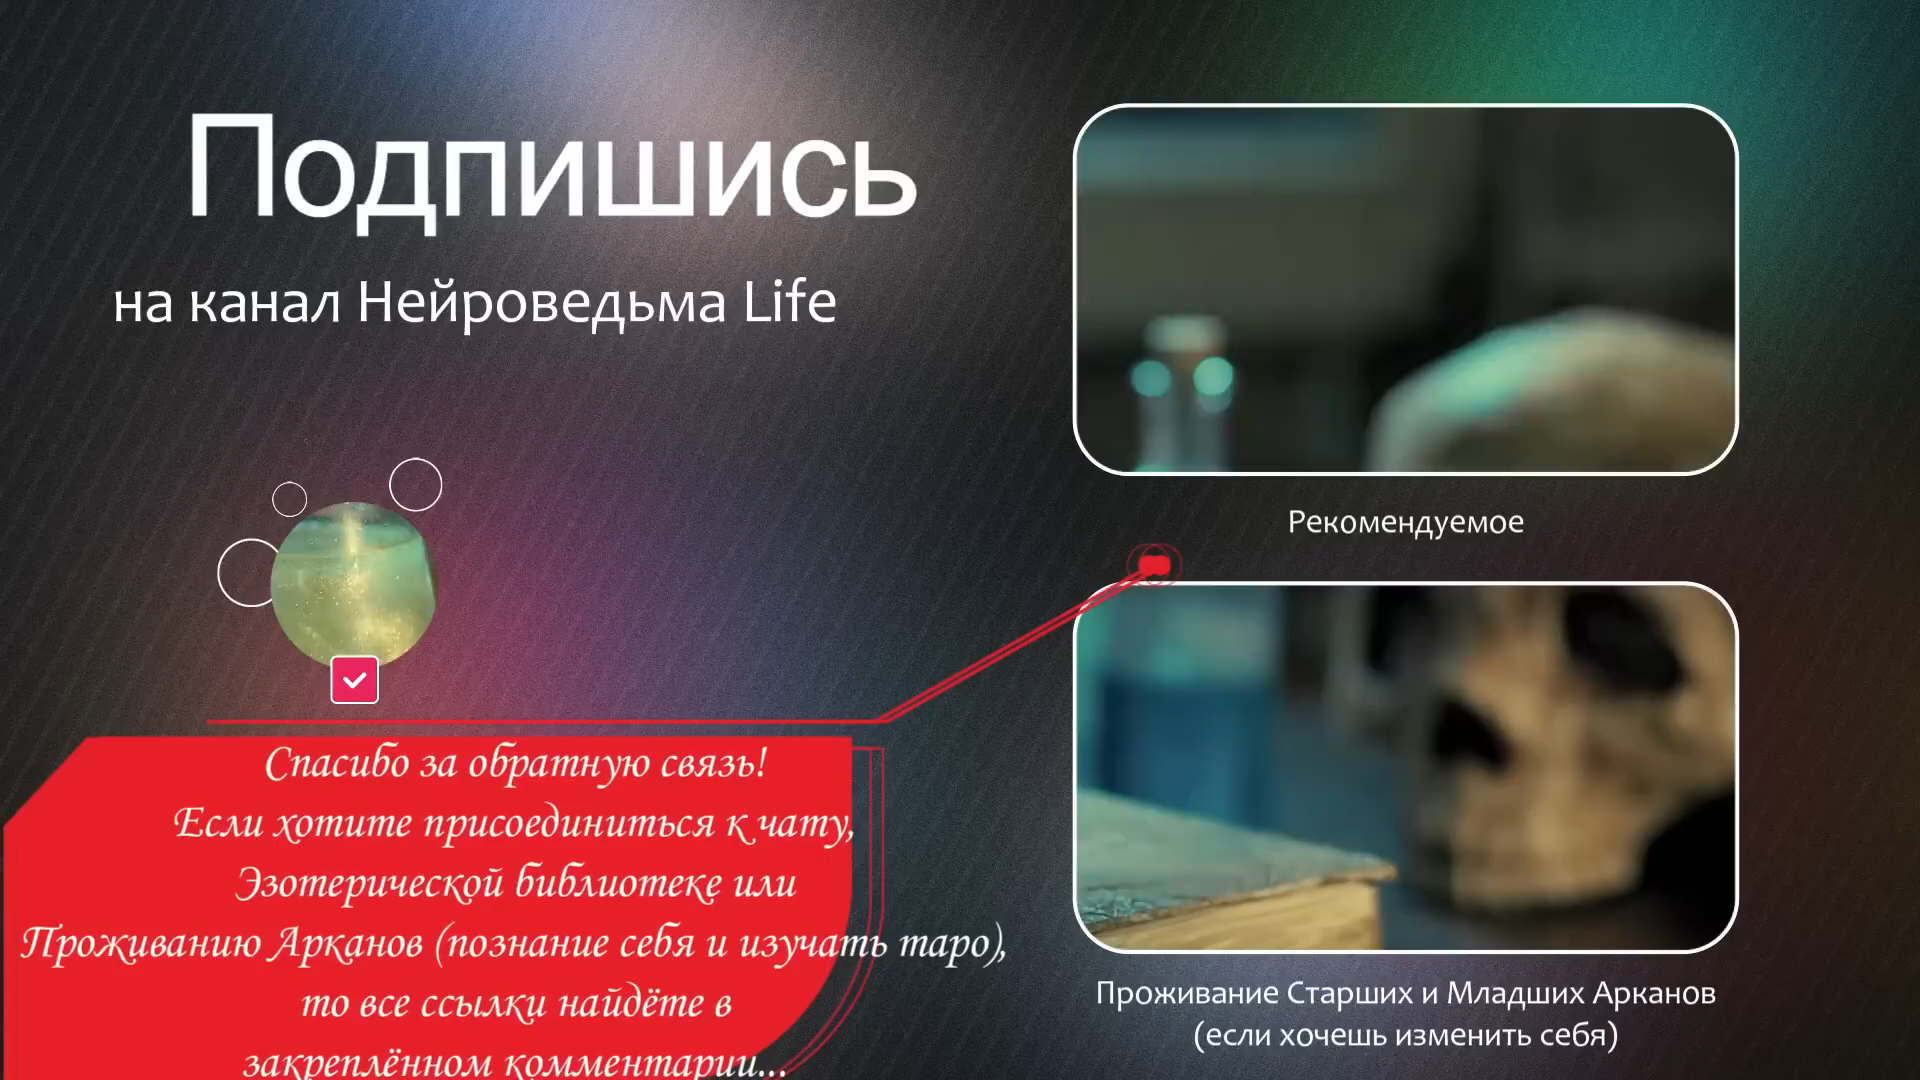 Подпишись
на канал Нейроведьма Life
Рекомендуемое
Спасибо за обратную связь!
Если хотите присоединиться к чату,
Эзотерической библиотеке или
Проживанию Арканов (познание себя и изучать таро),
то все ссылки найдёте в
закреплённом комментарии...
Проживание Старших и Младших Арканов
(если хочешь изменить себя)